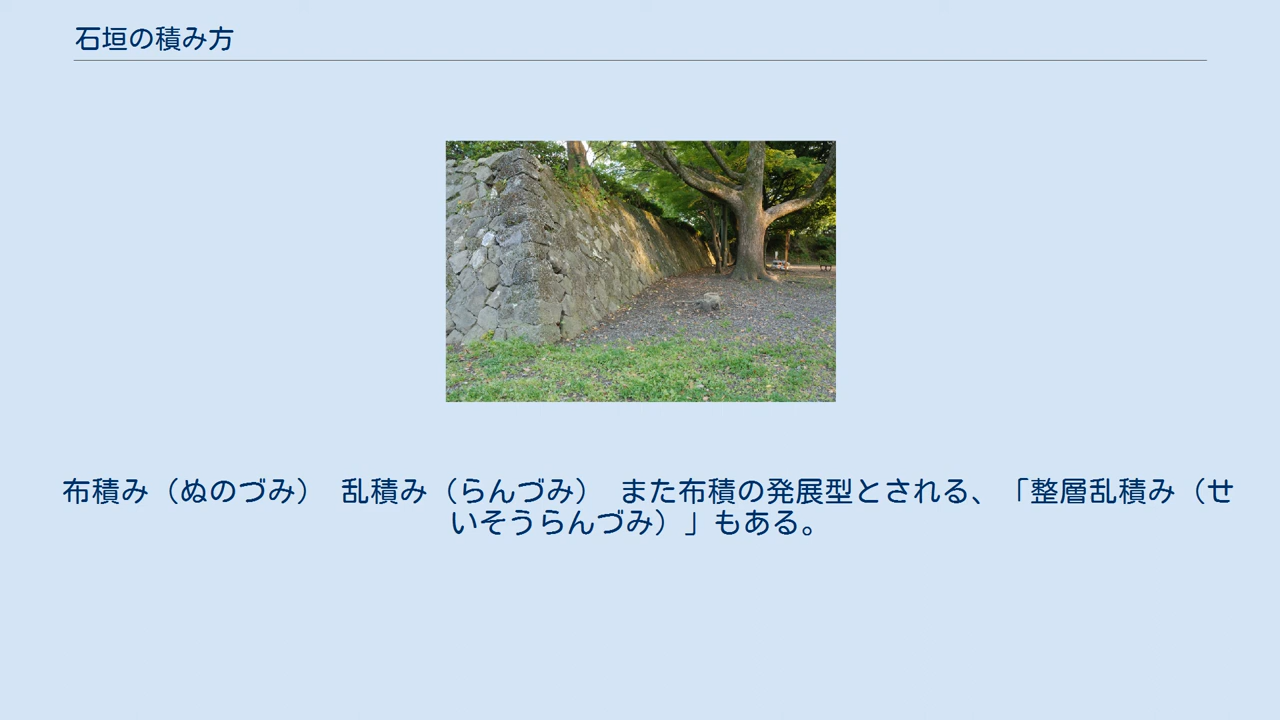 石垣の積み方
布積み（ぬのづみ）　乱積み（らんづみ）　また布積の発展型とされる、「整層乱積み（せ
いそうらんづみ）」もある。